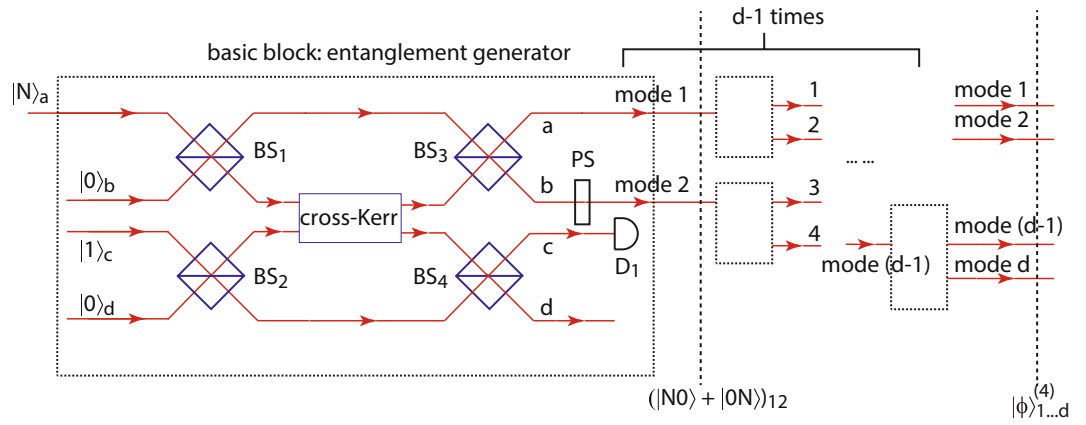 d-1 times
basic block: entanglement generator
|N⟩a
BS1
BS3
a
PS
b
mode 1
mode 2
|0⟩b
cross-Kerr
|1⟩c
BS2
BS4
c
D1
|0⟩d
d
1
2
3
4
... ...
mode 1
mode 2
mode (d-1)
mode (d-1)
mode d
(|N0⟩ + |0N⟩)12
|ϕ⟩(4)1...d